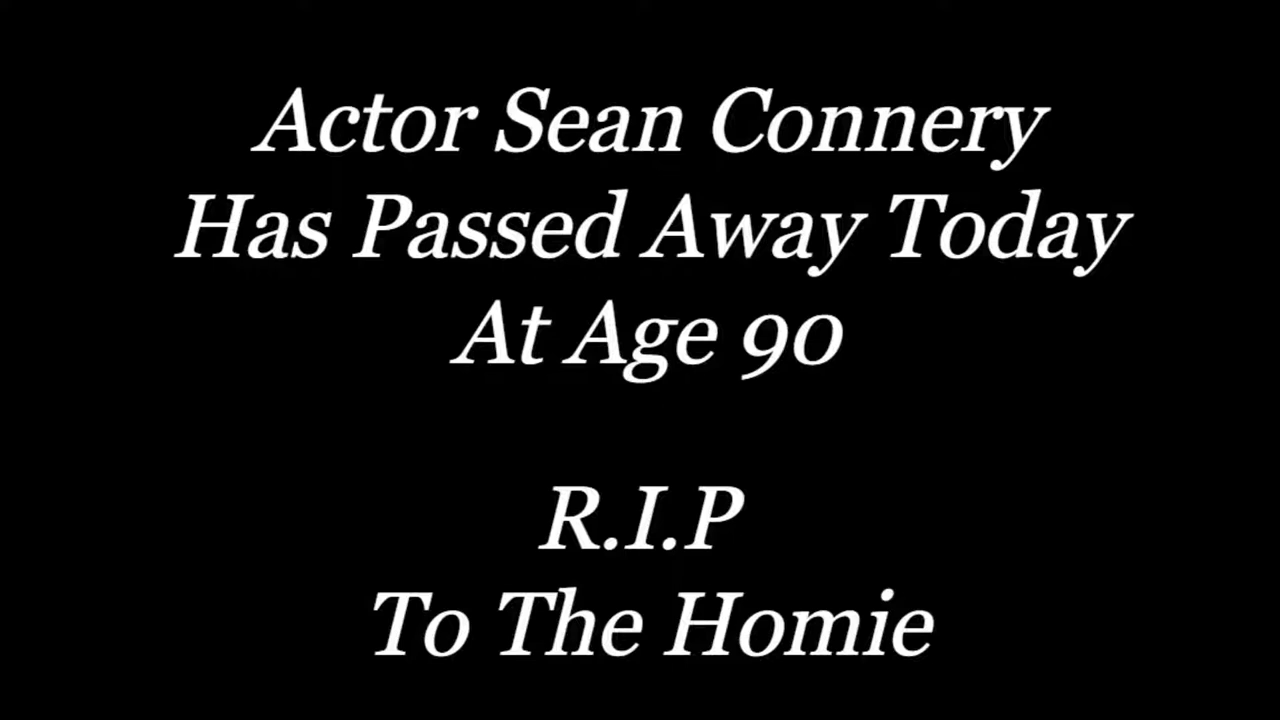 Actor Sean Connery
Has Passed Away Today
At Age 90
R.I.P
To The Homie